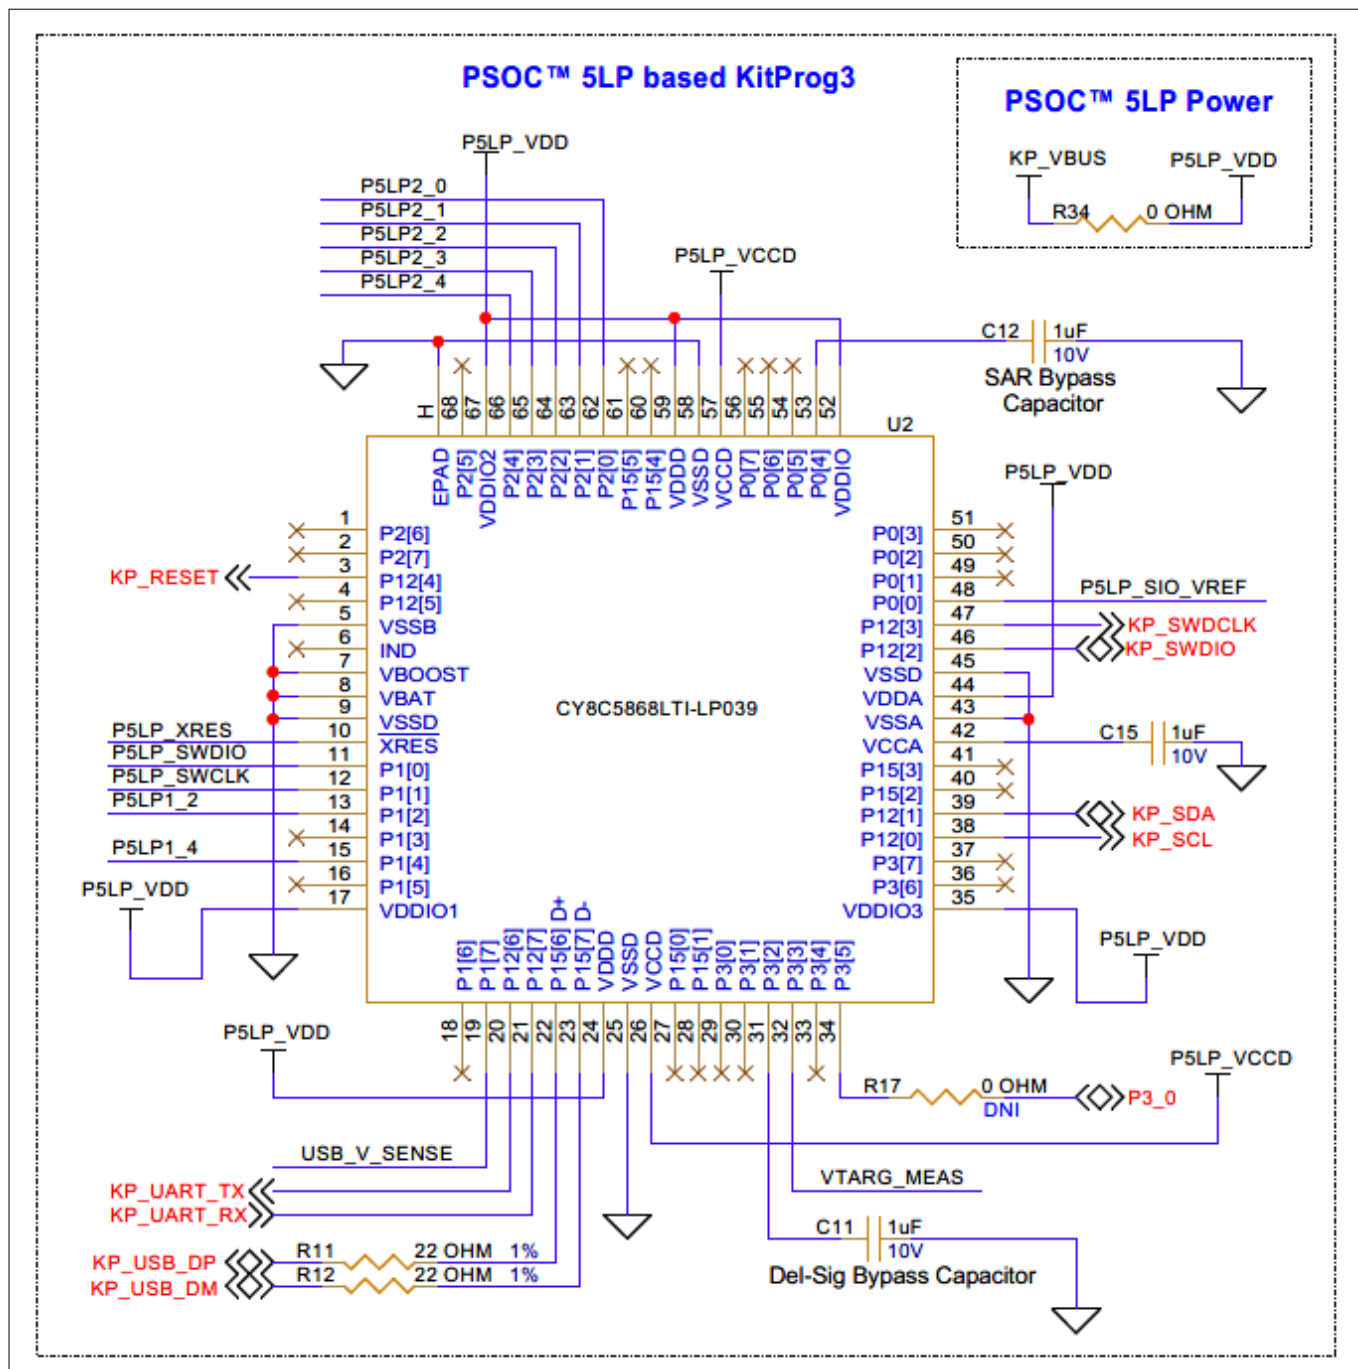 PSOC™ 5LP based KitProg3
PSOC™ 5LP Power
KP_VBUS
P5LP_VDD
R34
0 OHM
P5LP_VDD
P5LP2_0
P5LP2_1
P5LP2_2
P5LP2_3
P5LP2_4
P5LP_VCCD
C12
1uF
10V
SAR Bypass
Capacitor
H
68
67
66
65
64
63
62
61
60
59
58
57
56
55
54
53
52
U2
EPAD
P2[5]
VDDIO2
P2[4]
P2[3]
P2[2]
P2[1]
P2[0]
P15[5]
P15[4]
VDDD
VSSD
VCCD
P0[7]
P0[6]
P0[5]
P0[4]
VDDIO
1 P2[6]
2 P2[7]
KP_RESET 3 P12[4]
4 P12[5]
5 VSSB
6 IND
7 VBOOST
8 VBAT
9 VSSD
P5LP_XRES 10 XRES
P5LP_SWDIO 11 P1[0]
P5LP_SWCLK 12 P1[1]
P5LP1_2 13 P1[2]
14 P1[3]
P5LP1_4 15 P1[4]
16 P1[5]
P5LP_VDD
17 VDDIO1
CY8C5868LTI-LP039
P5LP_VDD
P0[3] 51
P0[2] 50
P0[1] 49
P0[0] 48 P5LP_SIO_VREF
P12[3] 47 KP_SWDCLK
P12[2] 46 KP_SWDIO
VSSD 45
VDDA 44
VSSA 43
VCCA 42
C15
1uF
10V
P15[3] 41
P15[2] 40
P12[1] 39 KP_SDA
P12[0] 38 KP_SCL
P3[7] 37
P3[6] 36
VDDIO3 35
P5LP_VDD
P1[6]
P1[7]
P12[6]
P12[7]
P15[6] D+
P15[7] D-
VDDD
VSSD
VCCD
P15[0]
P15[1]
P3[0]
P3[1]
P3[2]
P3[3]
P3[4]
P3[5]
18
19
20
21
22
23
24
25
26
27
28
29
30
31
32
33
34
P5LP_VDD
P5LP_VCCD
R17
0 OHM
DNI
P3_0
USB_V_SENSE
VTARG_MEAS
KP_UART_TX
KP_UART_RX
C11
1uF
10V
Del-Sig Bypass Capacitor
KP_USB_DP R11 22 OHM 1%
KP_USB_DM R12 22 OHM 1%